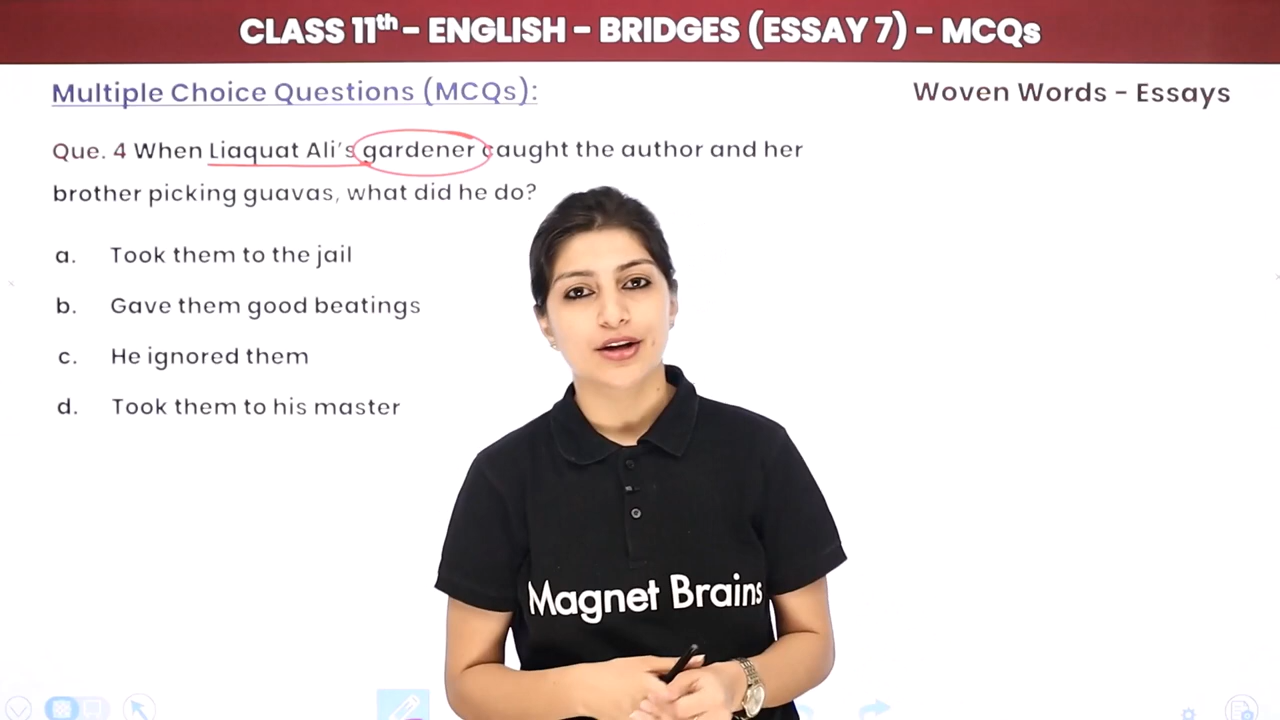 CLASS 11th - ENGLISH - BRIDGES (ESSAY 7) - MCQs
Multiple Choice Questions (MCQs):
Woven Words - Essays
Que. 4 When Liaquat Ali's gardener caught the author and her
brother picking guavas, what did he do?
a. Took them to the jail
b. Gave them good beatings
c. He ignored them
d. Took them to his master
Magnet Brains